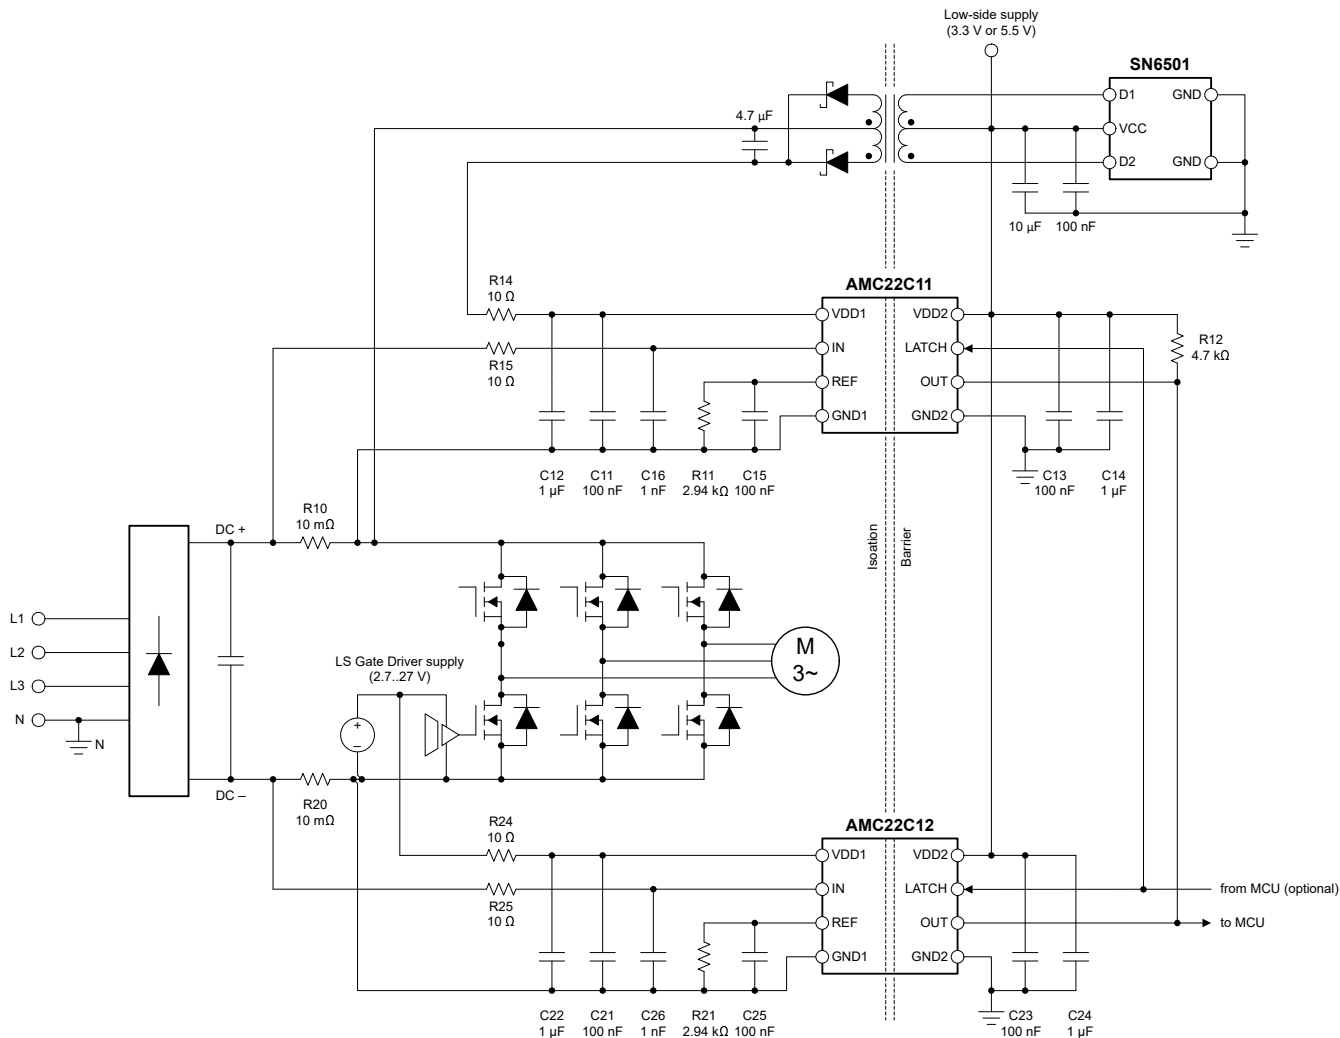 Low-side supply
(3.3 V or 5.5 V)
SN6501
D1
GND
4.7 µF
VCC
D2
GND
10 µF
100 nF
R14
10 Ω
AMC22C11
VDD1
VDD2
IN
LATCH
R12
4.7 kΩ
R15
10 Ω
REF
OUT
GND1
GND2
C12
1 µF
C11
100 nF
C16
1 nF
R11
2.94 kΩ
C15
100 nF
C13
100 nF
C14
1 µF
R10
10 mΩ
DC +
Isoation
Barrier
L1
L2
L3
N
N
LS Gate Driver supply
(2.7..27 V)
+
–
M
3~
DC –
R20
10 mΩ
R24
10 Ω
AMC22C12
VDD1
VDD2
IN
LATCH
from MCU (optional)
R25
10 Ω
REF
OUT
to MCU
GND1
GND2
C22
1 µF
C21
100 nF
C26
1 nF
R21
2.94 kΩ
C25
100 nF
C23
100 nF
C24
1 µF